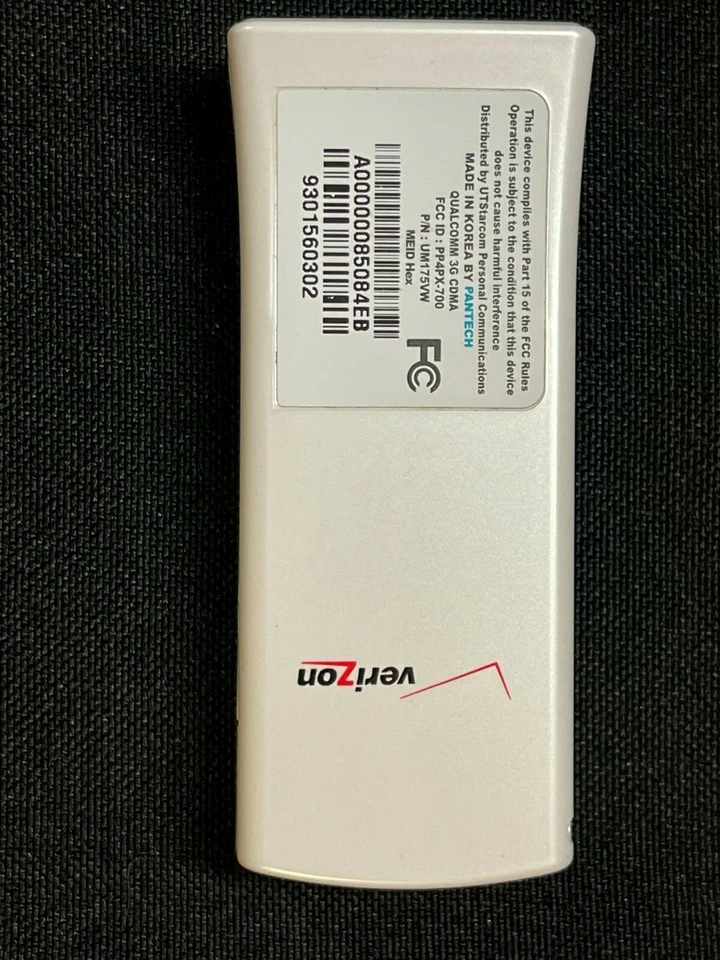 This device complies with Part 15 of the FCC Rules
Operation is subject to the condition that this device
does not cause harmful interference
Distributed by UTStarcom Personal Communications
MADE IN KOREA BY PANTECH
QUALCOMM 3G CDMA
FCC ID : PP4PX-700
P/N : UM175VW
MEID Hex
FC
A00000085084EB
9301560302
verizon